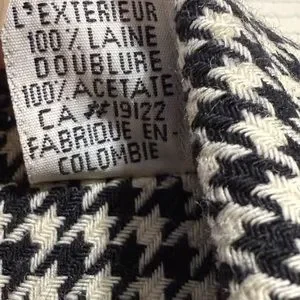 L'EXTERIEUR
100% LAINE
DOUBLURE
100% ACETATE
CA # 19122
FABRIQUE EN-
COLOMBIE